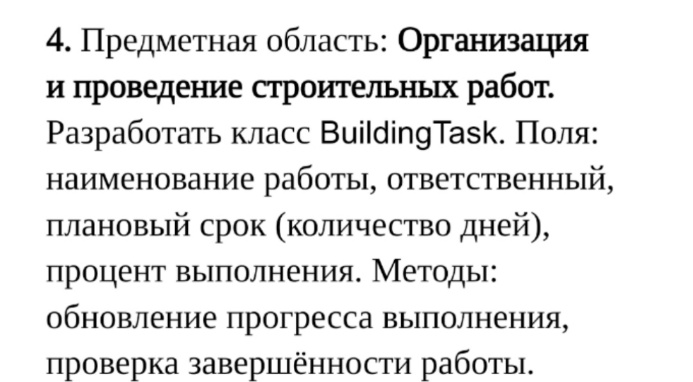 4. Предметная область: Организация
и проведение строительных работ.
Разработать класс BuildingTask. Поля:
наименование работы, ответственный,
плановый срок (количество дней),
процент выполнения. Методы:
обновление прогресса выполнения,
проверка завершённости работы.